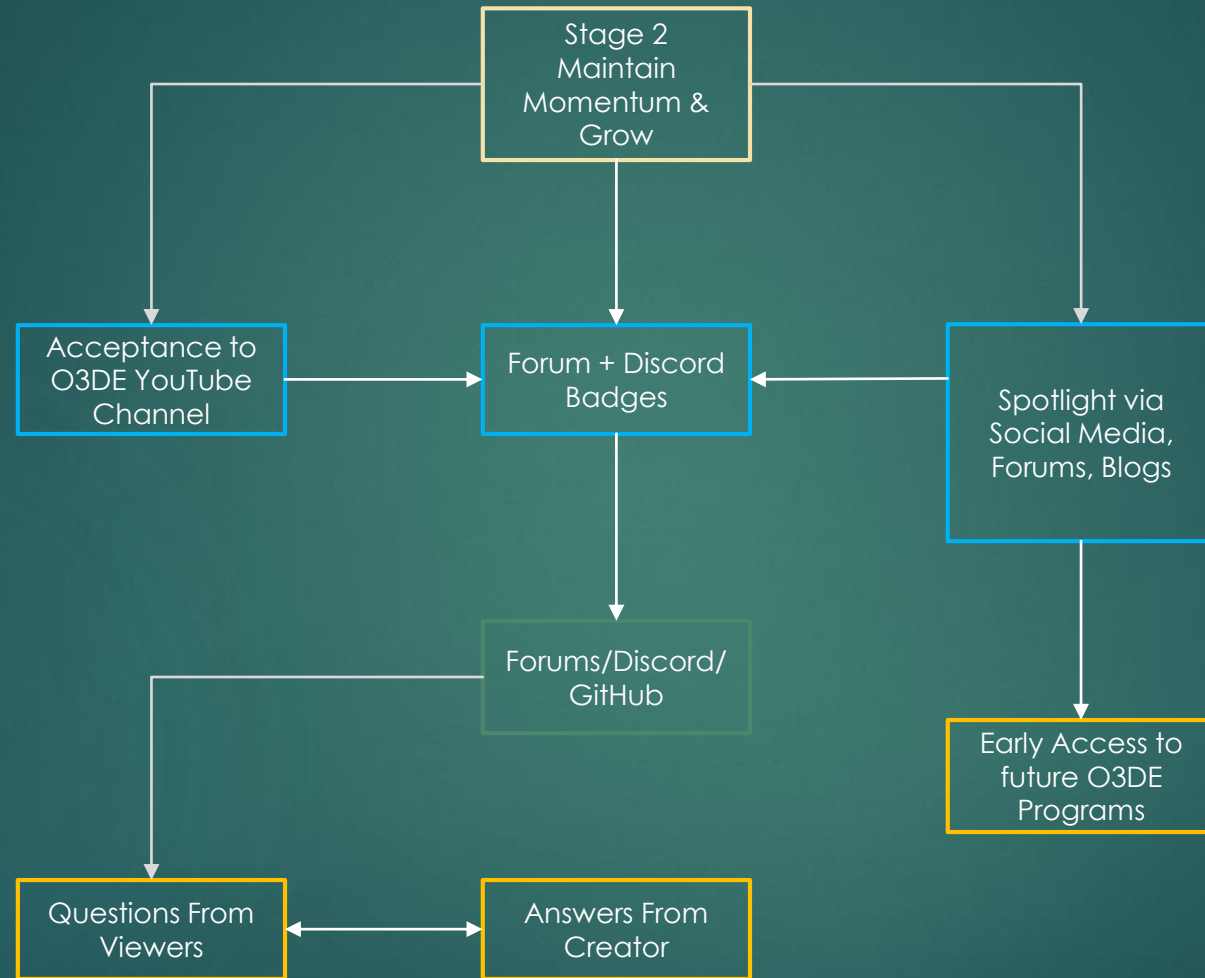 Stage 2
Maintain
Momentum &
Grow
Acceptance to
O3DE YouTube
Channel
Forum + Discord
Badges
Spotlight via
Social Media,
Forums, Blogs
Forums/Discord/
GitHub
Early Access to
future O3DE
Programs
Questions From
Viewers
Answers From
Creator